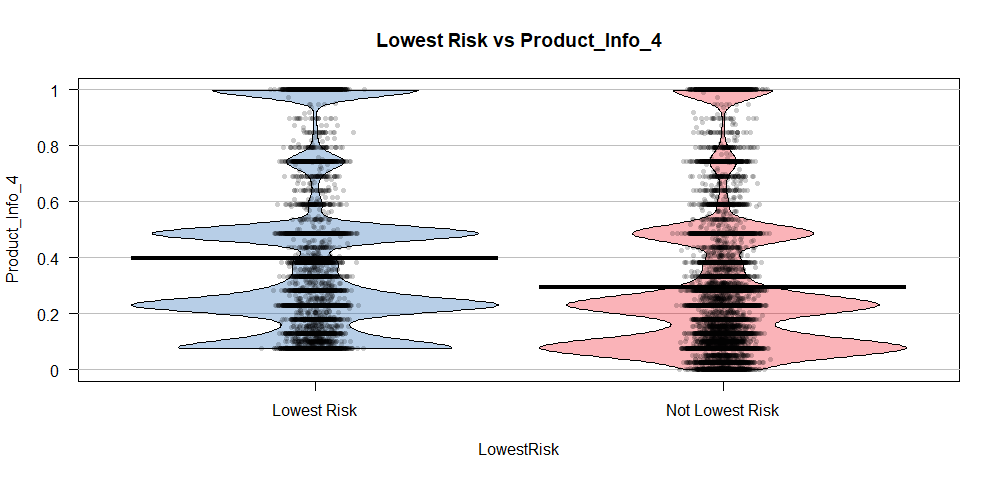 Lowest Risk vs Product_Info_4
Product_Info_4
1
0.8
0.6
0.4
0.2
0
Lowest Risk
Not Lowest Risk
LowestRisk